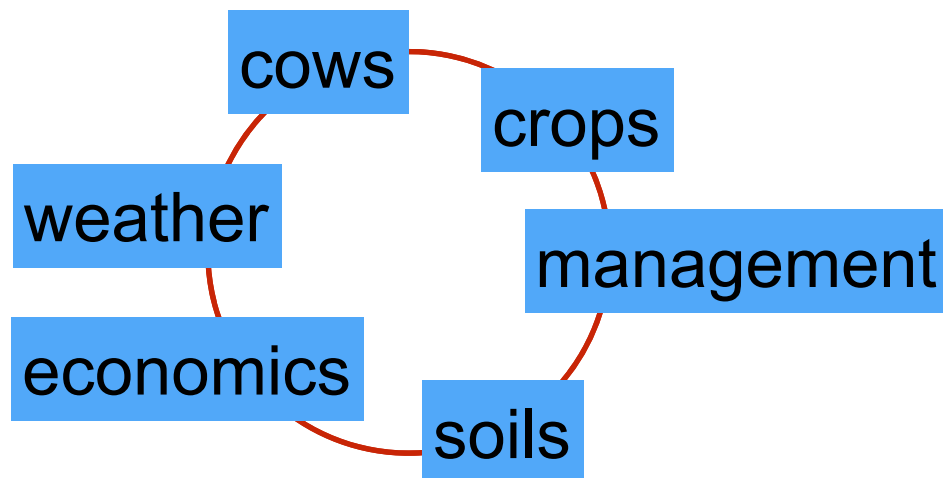 cows
crops
weather
management
economics
soils